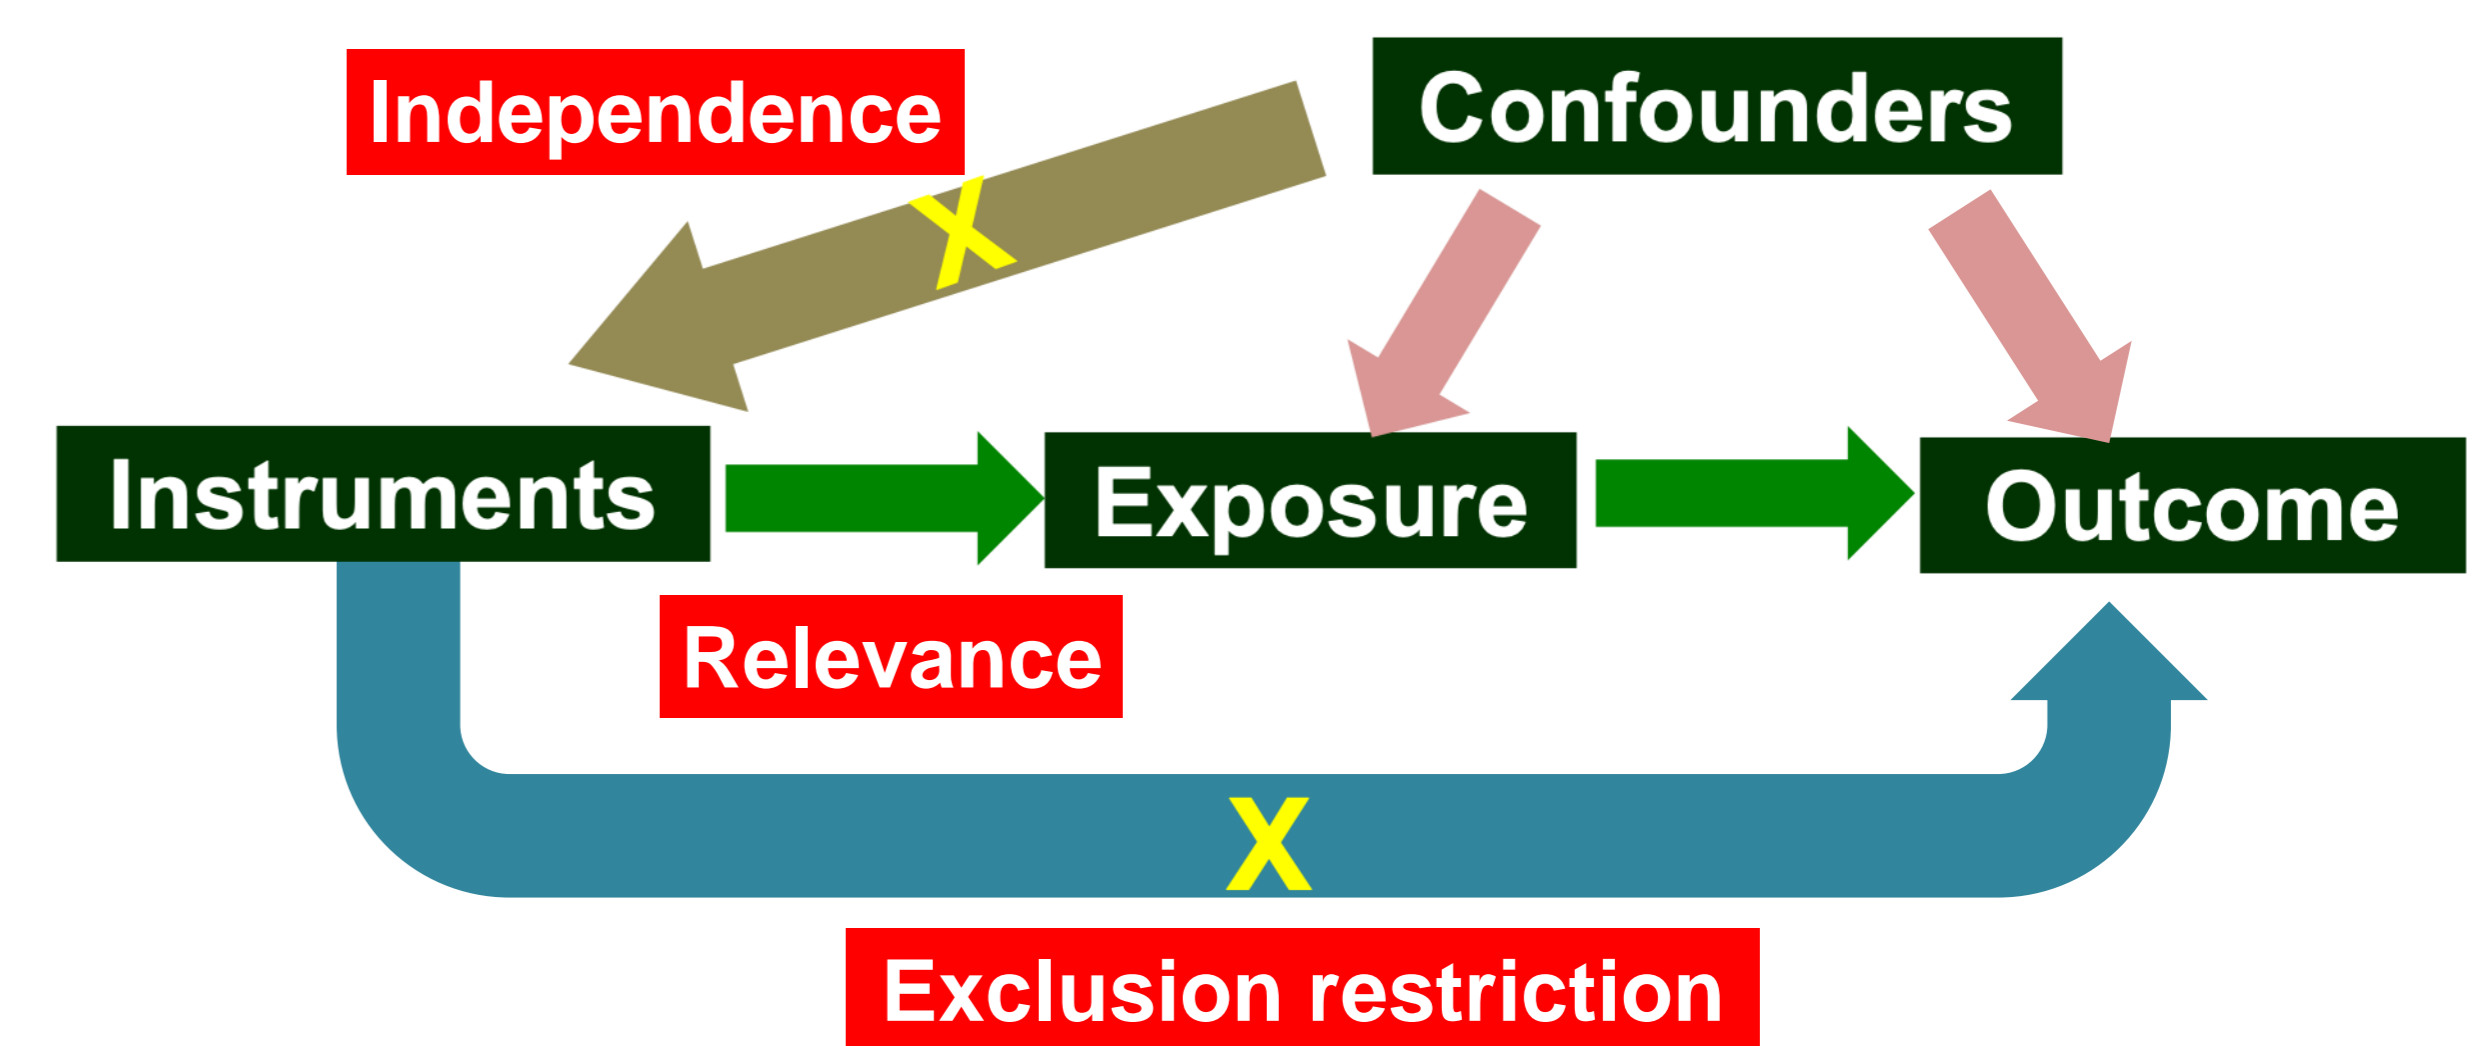 Independence
Confounders
X
Instruments
Exposure
Outcome
Relevance
X
Exclusion restriction